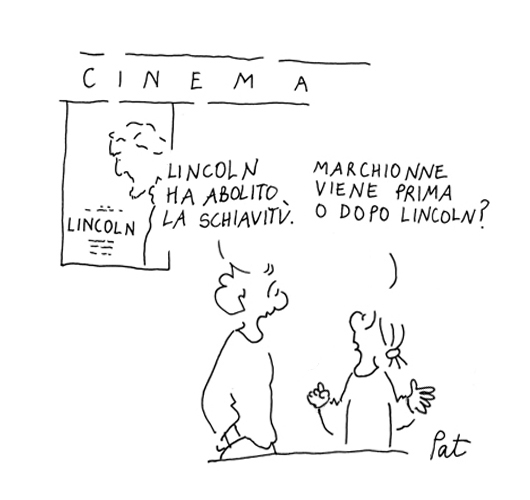 CINEMA
LINCOLN
LINCOLN
HA ABOLITO
LA SCHIAVITÙ.
MARCHIONNE
VIENE PRIMA
O DOPO LINCOLN?
Pat